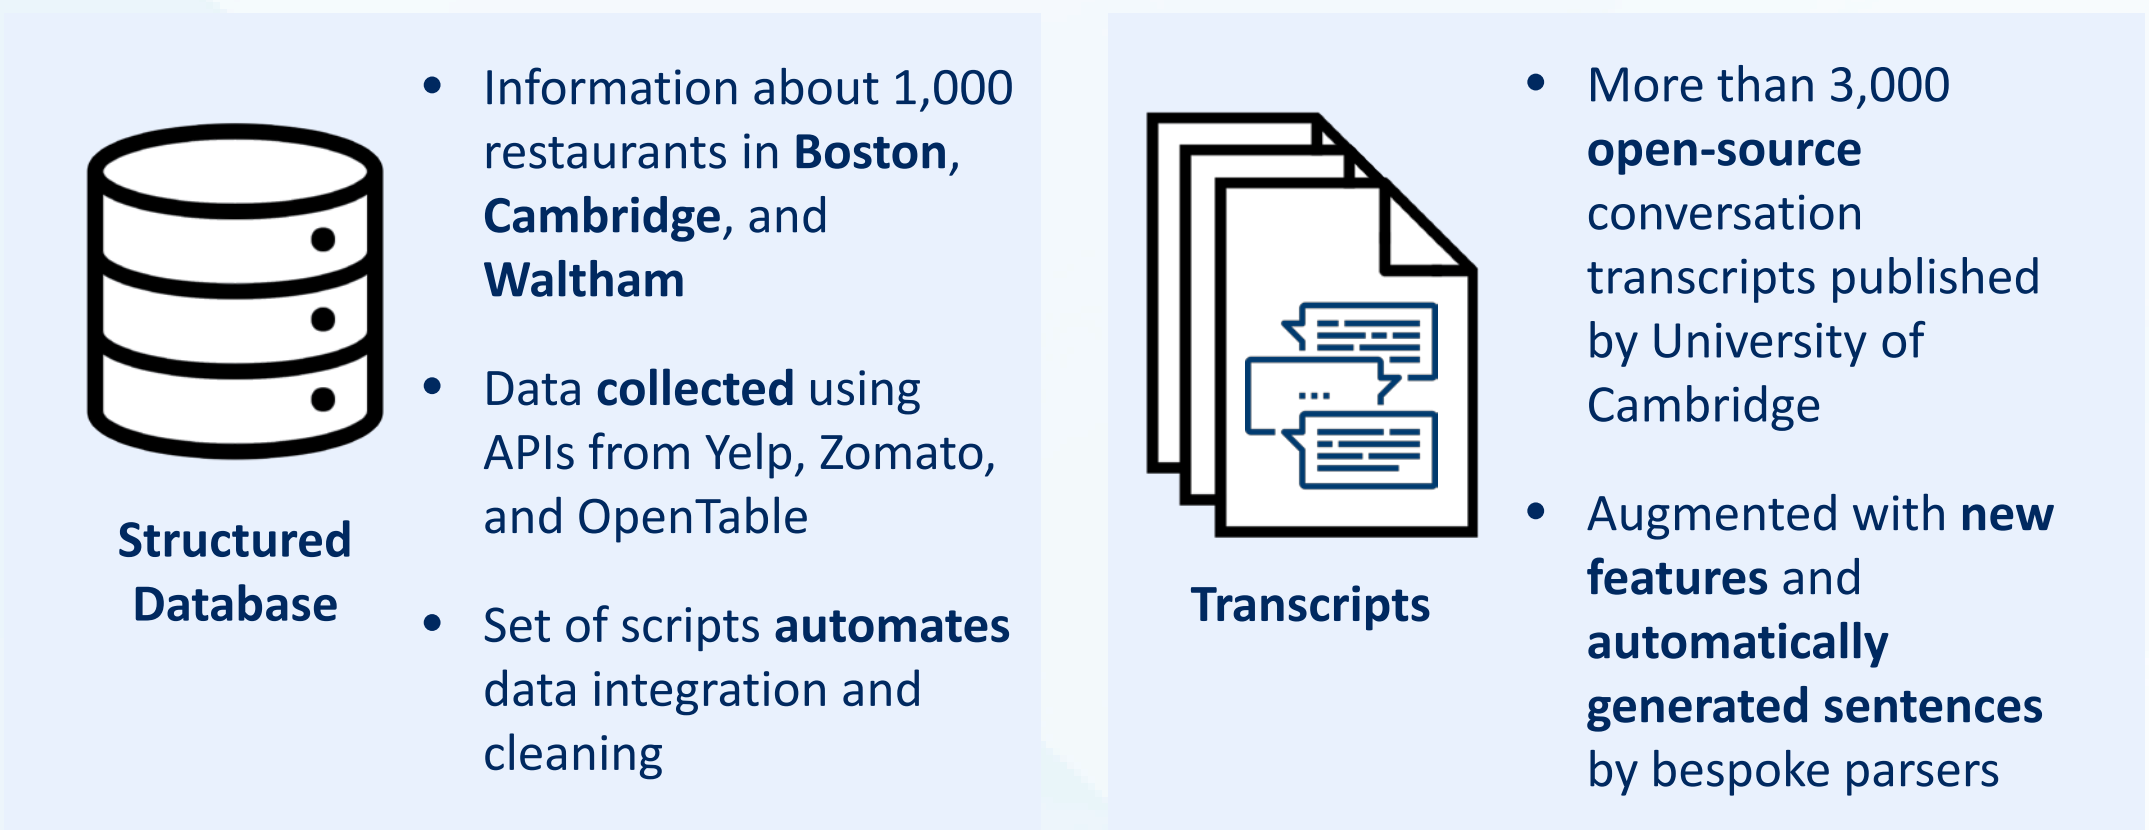 • Information about 1,000
restaurants in Boston,
Cambridge, and
Waltham
• Data collected using
APIs from Yelp, Zomato,
and OpenTable
• Set of scripts automates
data integration and
cleaning
Structured
Database
• More than 3,000
open-source
conversation
transcripts published
by University of
Cambridge
• Augmented with new
features and
automatically
generated sentences
by bespoke parsers
Transcripts